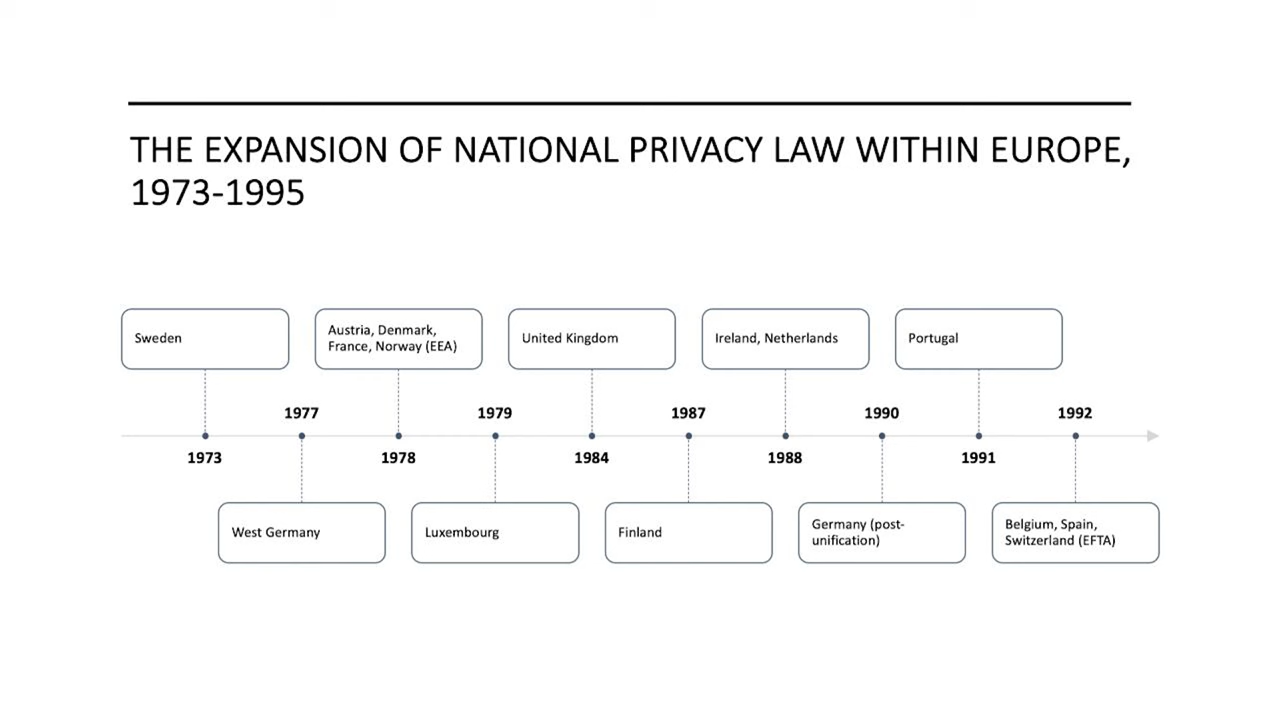 THE EXPANSION OF NATIONAL PRIVACY LAW WITHIN EUROPE,
1973-1995
Sweden
Austria, Denmark,
France, Norway (EEA)
United Kingdom
Ireland, Netherlands
Portugal
1977
1979
1987
1990
1992
1973
1978
1984
1988
1991
West Germany
Luxembourg
Finland
Germany (post-
unification)
Belgium, Spain,
Switzerland (EFTA)